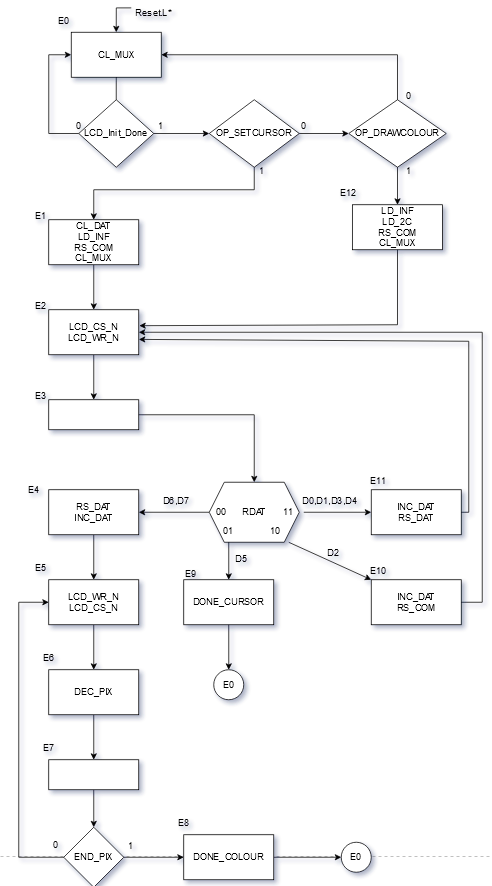 Reset.L*
E0
CL_MUX
0
LCD_Init_Done
1
OP_SETCURSOR
0
1
OP_DRAWCOLOUR
0
1
E1
CL_DAT
LD_INF
RS_COM
CL_MUX
E12
LD_INF
LD_2C
RS_COM
CL_MUX
E2
LCD_CS_N
LCD_WR_N
E3
E4
RS_DAT
INC_DAT
D6,D7
00
RDAT
11
01
10
D0,D1,D3,D4
E11
INC_DAT
RS_DAT
D5
D2
E5
LCD_WR_N
LCD_CS_N
E9
DONE_CURSOR
E10
INC_DAT
RS_COM
E6
DEC_PIX
E0
E7
0
END_PIX
1
E8
DONE_COLOUR
E0